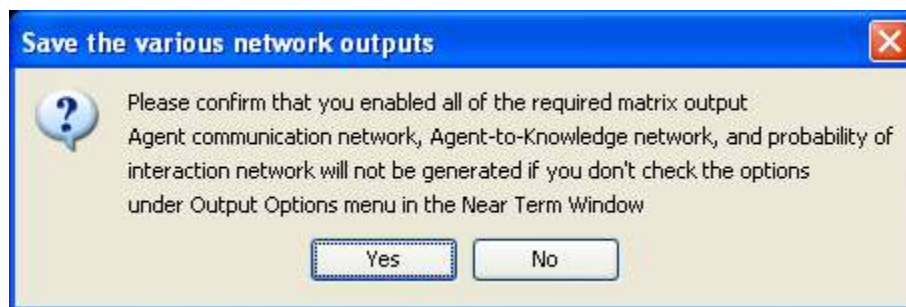 Save the various network outputs
Please confirm that you enabled all of the required matrix output
Agent communication network, Agent-to-Knowledge network, and probability of
interaction network will not be generated if you don't check the options
under Output Options menu in the Near Term Window
Yes
No